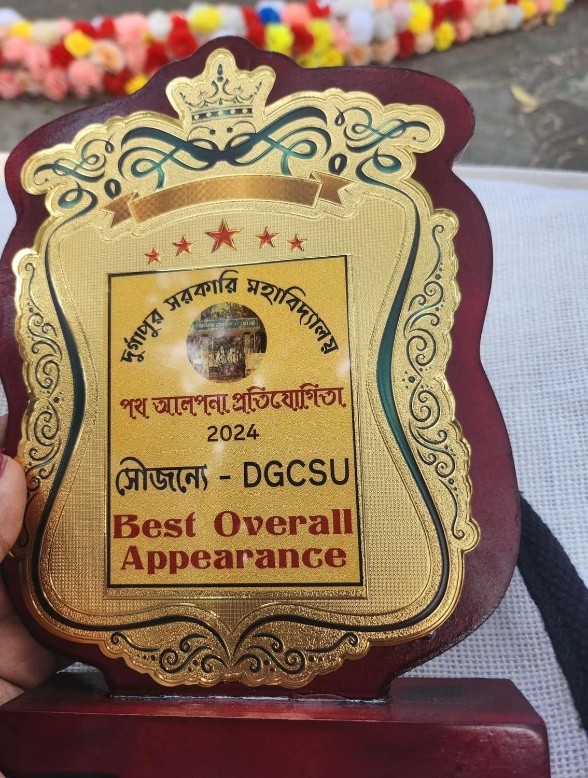 দুর্গাপুর সরকারি মহাবিদ্যালয়
পথ আলপনা প্রতিযোগিতা
2024
সৌজন্যে - DGCSU
Best Overall
Appearance